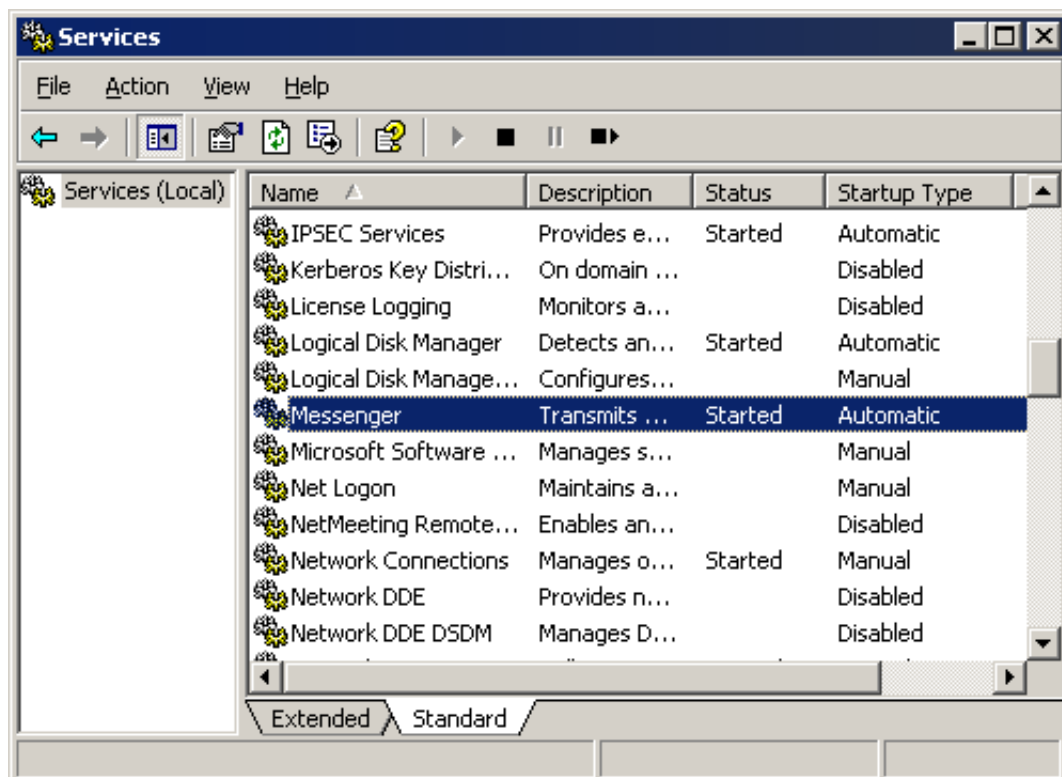 Services
File Action View Help
Services (Local)
Name Description Status Startup Type
IPSEC Services Provides e... Started Automatic
Kerberos Key Distri... On domain ... Disabled
License Logging Monitors a... Disabled
Logical Disk Manager Detects an... Started Automatic
Logical Disk Manage... Configures... Manual
Messenger Transmits ... Started Automatic
Microsoft Software ... Manages s... Manual
Net Logon Maintains a... Manual
NetMeeting Remote... Enables an... Disabled
Network Connections Manages o... Started Manual
Network DDE Provides n... Disabled
Network DDE DSDM Manages D... Disabled
Extended Standard